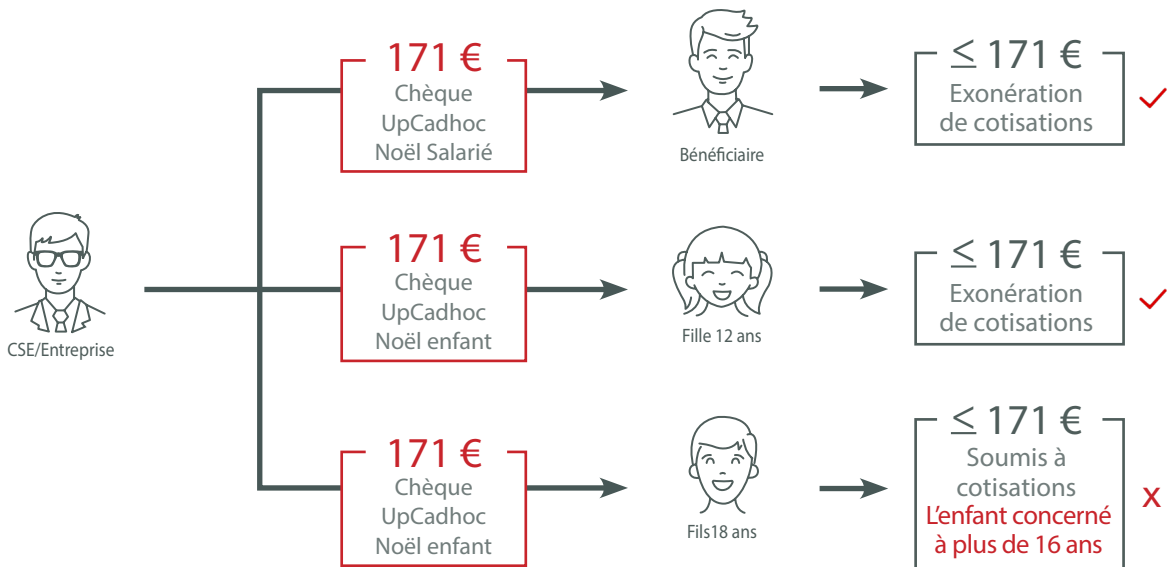 171 €
Chèque
UpCadhoc
Noël Salarié
Bénéficiaire
≤ 171 €
Exonération
de cotisations
CSE/Entreprise
171 €
Chèque
UpCadhoc
Noël enfant
Fille 12 ans
≤ 171 €
Exonération
de cotisations
171 €
Chèque
UpCadhoc
Noël enfant
Fils18 ans
≤ 171 €
Soumis à
cotisations
L'enfant concerné
à plus de 16 ans
x